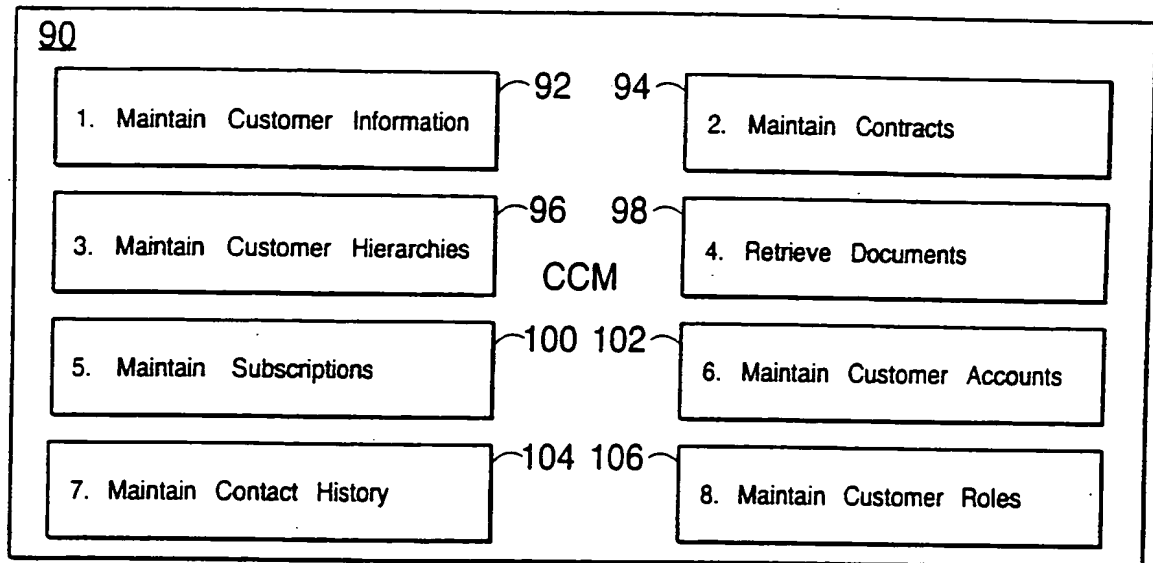 90
1. Maintain Customer Information
92
94
2. Maintain Contracts
3. Maintain Customer Hierarchies
96
98
4. Retrieve Documents
CCM
5. Maintain Subscriptions
100
102
6. Maintain Customer Accounts
7. Maintain Contact History
104
106
8. Maintain Customer Roles